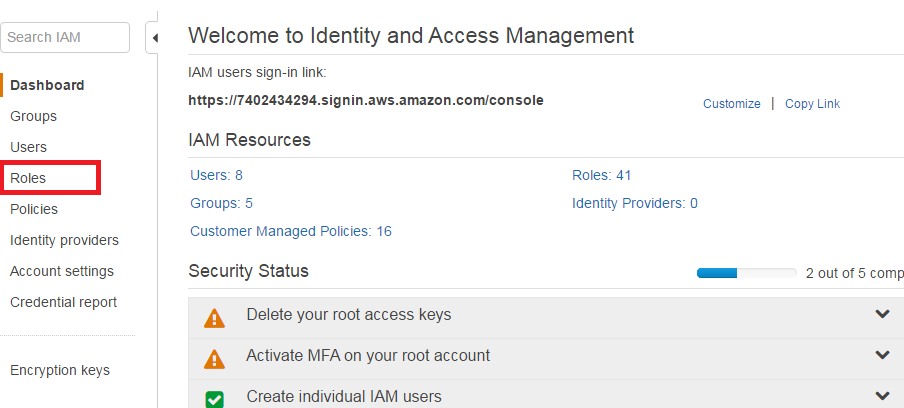 Search IAM
Dashboard
Groups
Users
Roles
Policies
Identity providers
Account settings
Credential report
Encryption keys
Welcome to Identity and Access Management
IAM users sign-in link:
https://7402434294.signin.aws.amazon.com/console
Customize | Copy Link
IAM Resources
Users: 8 Roles: 41
Groups: 5 Identity Providers: 0
Customer Managed Policies: 16
Security Status 2 out of 5 comp
Delete your root access keys
Activate MFA on your root account
Create individual IAM users